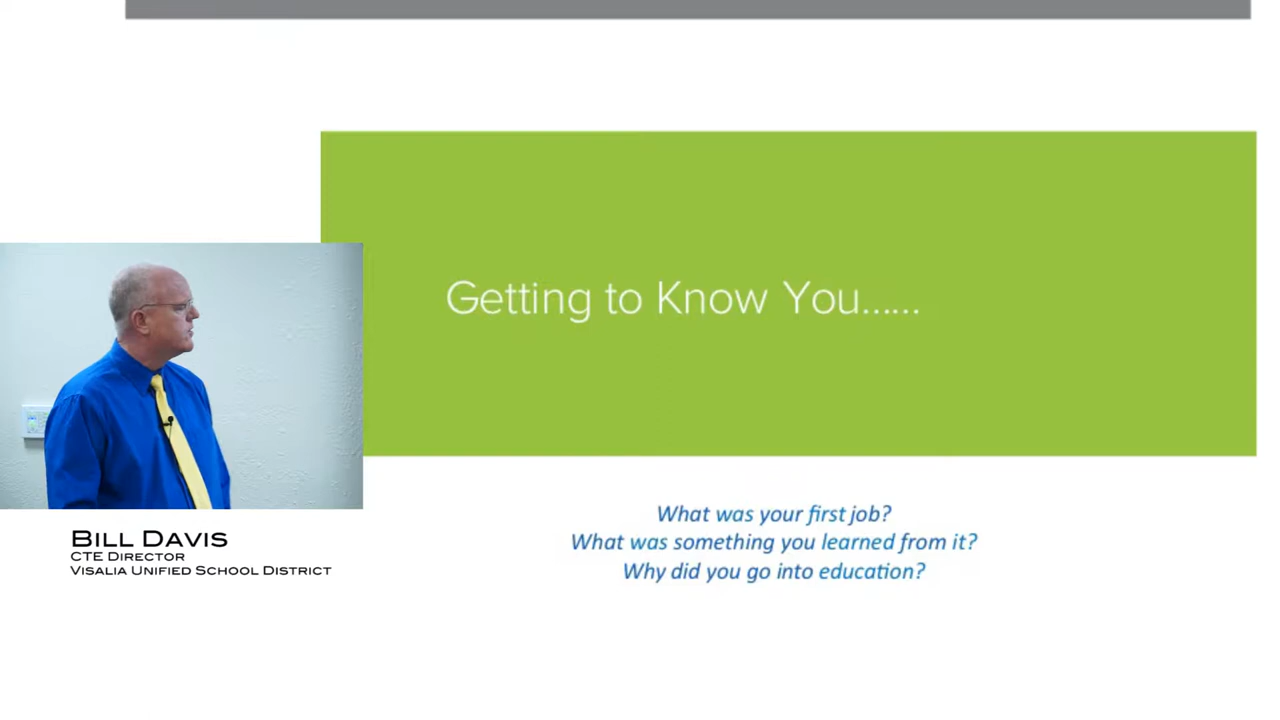 Getting to Know You......
BILL DAVIS
CTE DIRECTOR
VISALIA UNIFIED SCHOOL DISTRICT
What was your first job?
What was something you learned from it?
Why did you go into education?